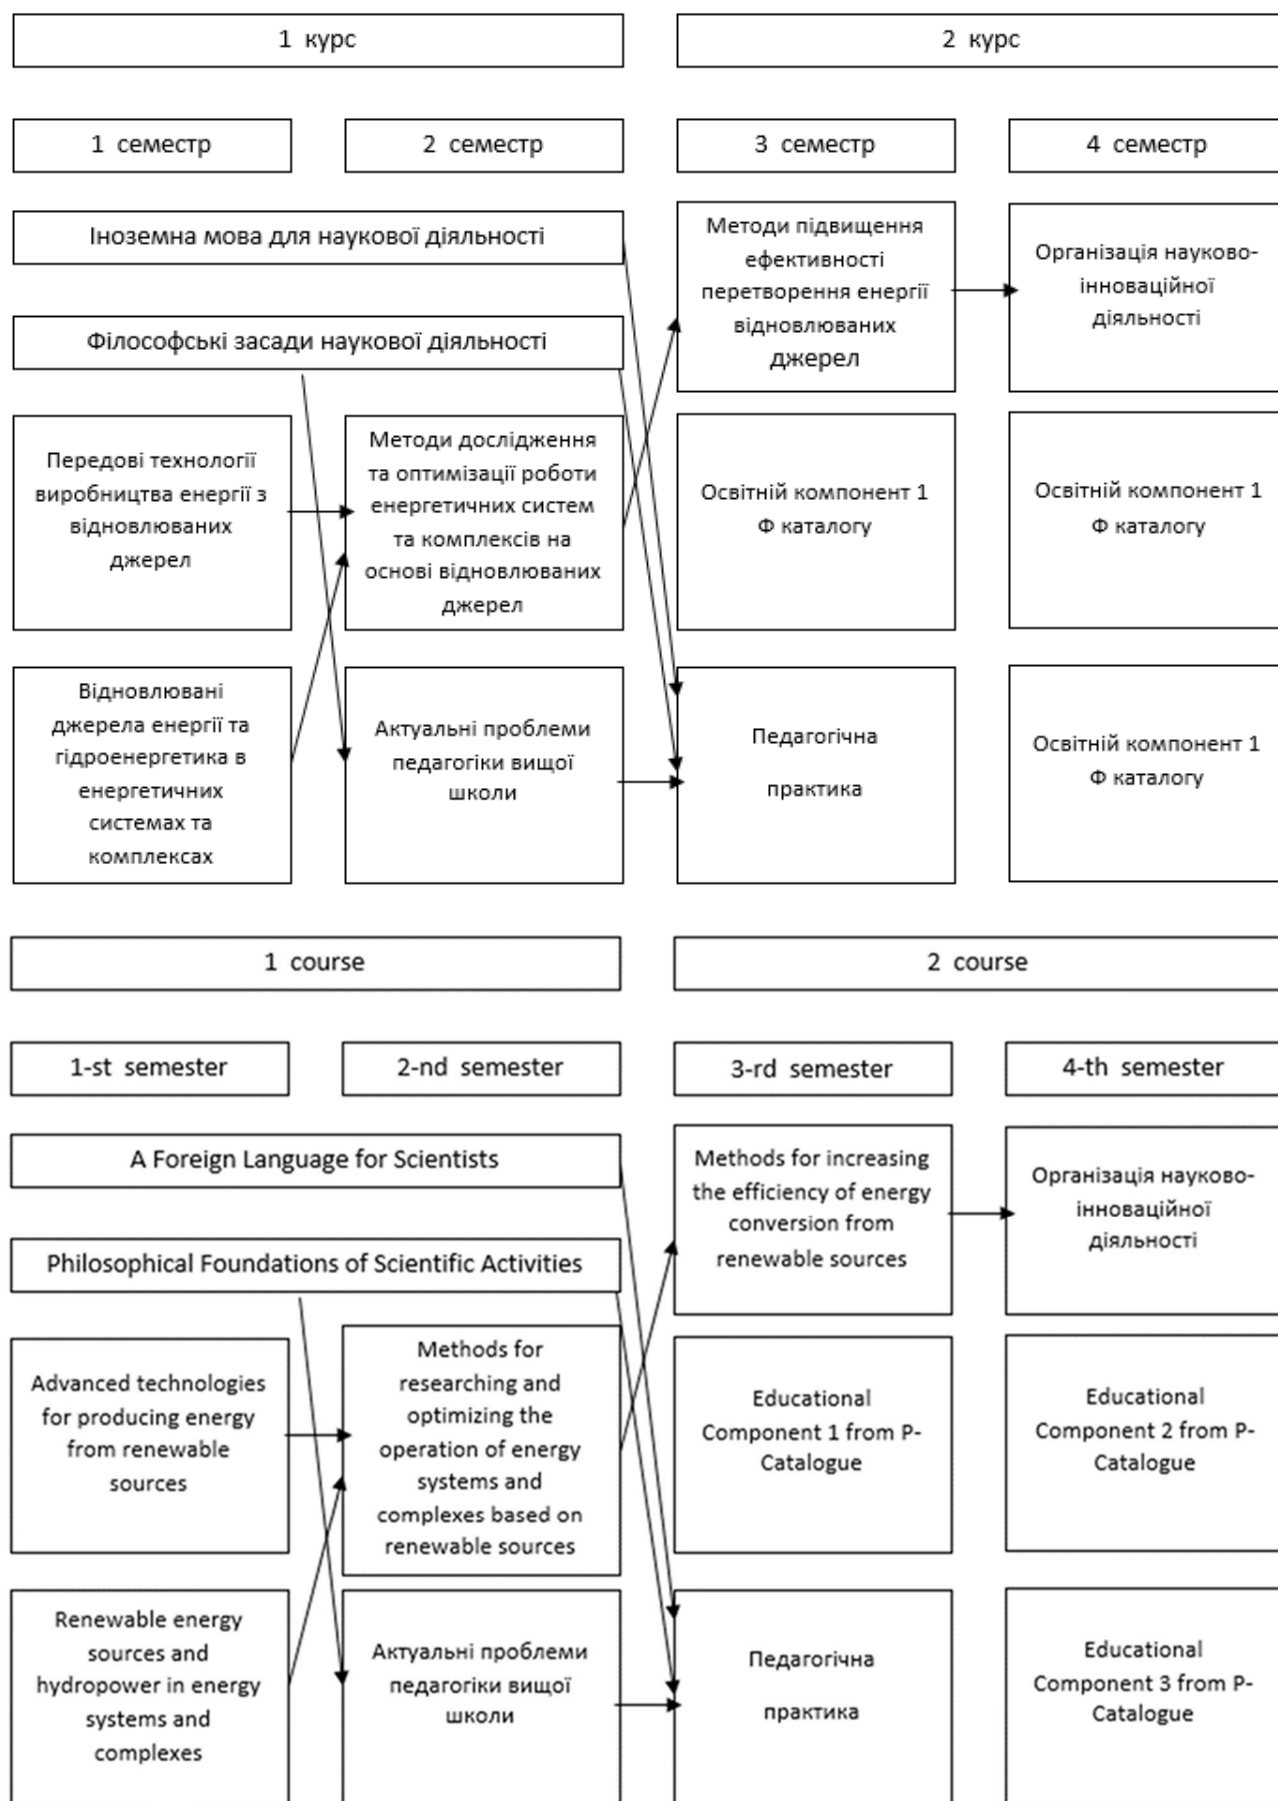 1 курс
2 курс
1 семестр
2 семестр
3 семестр
4 семестр
Іноземна мова для наукової діяльності
Філософські засади наукової діяльності
Передові технології
виробництва енергії з
відновлюваних
джерел
Методи дослідження
та оптимізації роботи
енергетичних систем
та комплексів на
основі відновлюваних
джерел
Методи підвищення
ефективності
перетворення енергії
відновлюваних
джерел
Організація науково-
інноваційної
діяльності
Освітній компонент 1
Ф каталогу
Освітній компонент 1
Ф каталогу
Відновлювані
джерела енергії та
гідроенергетика в
енергетичних
системах та
комплексах
Актуальні проблеми
педагогіки вищої
школи
Педагогічна
практика
Освітній компонент 1
Ф каталогу
1 course
2 course
1-st semester
2-nd semester
3-rd semester
4-th semester
A Foreign Language for Scientists
Philosophical Foundations of Scientific Activities
Advanced technologies
for producing energy
from renewable
sources
Methods for
researching and
optimizing the
operation of energy
systems and
complexes based on
renewable sources
Methods for increasing
the efficiency of energy
conversion from
renewable sources
Організація науково-
інноваційної
діяльності
Educational
Component 1 from P-
Catalogue
Educational
Component 2 from P-
Catalogue
Renewable energy
sources and
hydropower in energy
systems and
complexes
Актуальні проблеми
педагогіки вищої
школи
Педагогічна
практика
Educational
Component 3 from P-
Catalogue